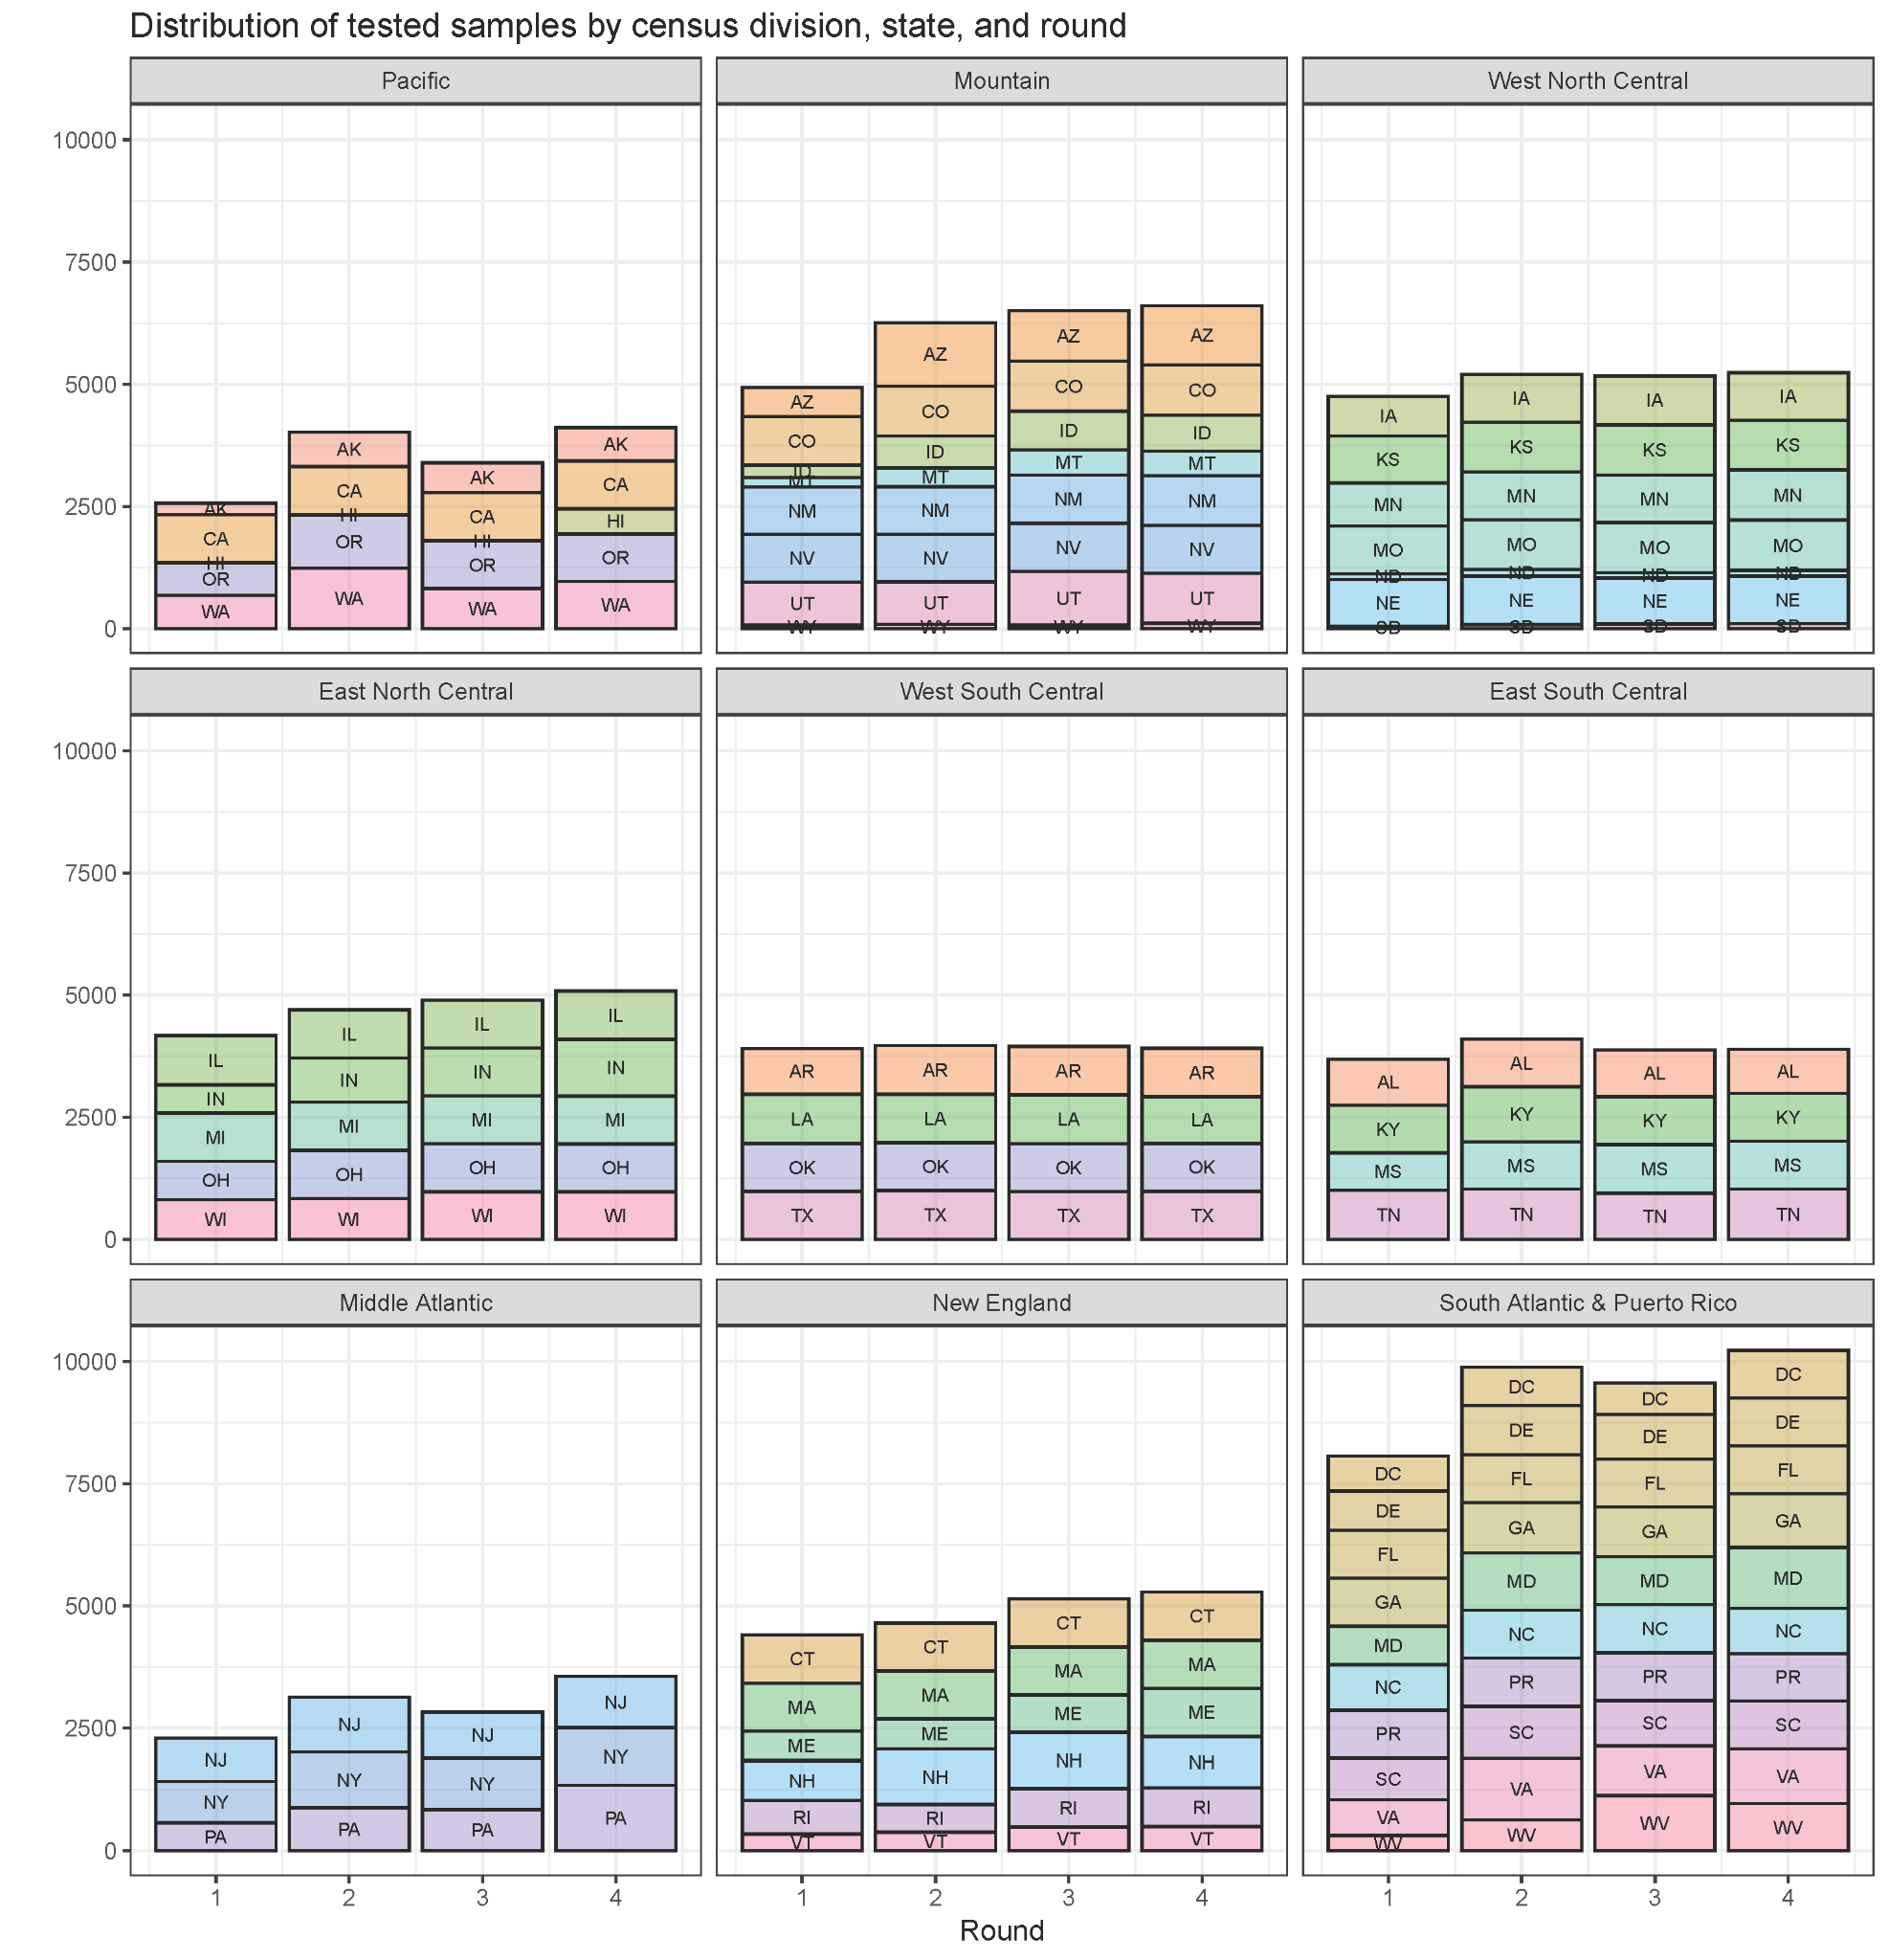 Distribution of tested samples by census division, state, and round
Pacific
Mountain
West North Central
10000
7500
5000
2500
0
AK
CA
HI
OR
WA
AK
CA
HI
OR
WA
AK
CA
HI
OR
WA
AK
CA
HI
OR
WA
AZ
CO
ID
MT
NM
NV
UT
WY
AZ
CO
ID
MT
NM
NV
UT
WY
AZ
CO
ID
MT
NM
NV
UT
WY
AZ
CO
ID
MT
NM
NV
UT
WY
IA
KS
MN
MO
ND
NE
SD
IA
KS
MN
MO
ND
NE
SD
IA
KS
MN
MO
ND
NE
SD
IA
KS
MN
MO
ND
NE
SD
East North Central
West South Central
East South Central
10000
7500
5000
2500
0
IL
IN
MI
OH
WI
IL
IN
MI
OH
WI
IL
IN
MI
OH
WI
IL
IN
MI
OH
WI
AR
LA
OK
TX
AR
LA
OK
TX
AR
LA
OK
TX
AR
LA
OK
TX
AL
KY
MS
TN
AL
KY
MS
TN
AL
KY
MS
TN
AL
KY
MS
TN
Middle Atlantic
New England
South Atlantic & Puerto Rico
10000
7500
5000
2500
0
NJ
NY
PA
NJ
NY
PA
NJ
NY
PA
NJ
NY
PA
CT
MA
ME
NH
RI
VT
CT
MA
ME
NH
RI
VT
CT
MA
ME
NH
RI
VT
CT
MA
ME
NH
RI
VT
DC
DE
FL
GA
MD
NC
PR
SC
VA
WV
DC
DE
FL
GA
MD
NC
PR
SC
VA
WV
DC
DE
FL
GA
MD
NC
PR
SC
VA
WV
DC
DE
FL
GA
MD
NC
PR
SC
VA
WV
1 2 3 4
1 2 3 4
1 2 3 4
Round